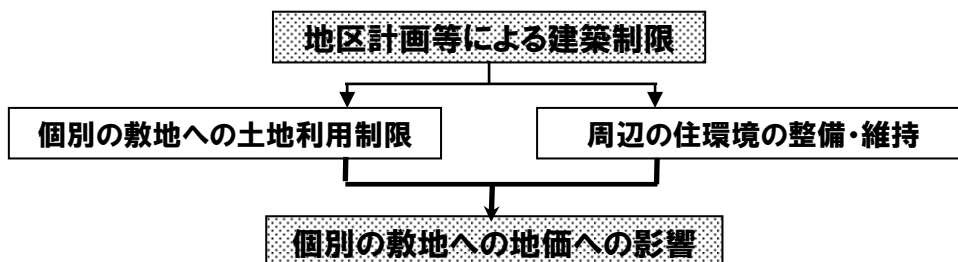 地区計画等による建築制限
個別の敷地への土地利用制限
周辺の住環境の整備・維持
個別の敷地への地価への影響